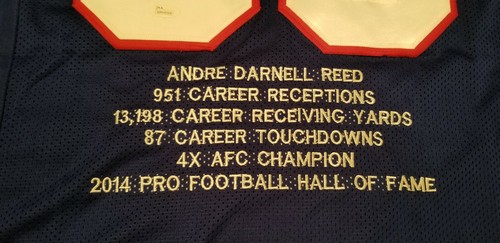 ANDRE DARNELL REED
951 CAREER RECEPTIONS
13,198 CAREER RECEIVING YARDS
87 CAREER TOUCHDOWNS
4X AFC CHAMPION
2014 PRO FOOTBALL HALL OF FAME